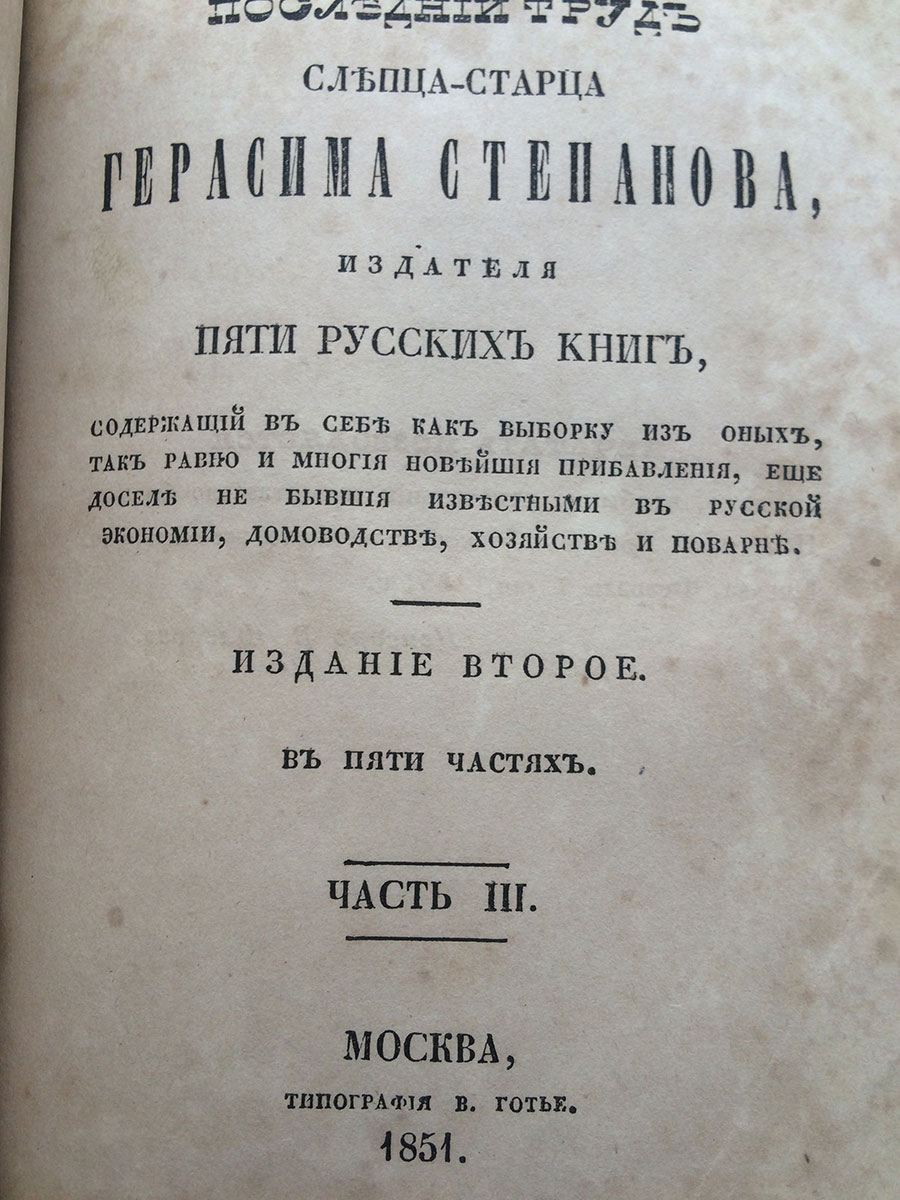 ПОСЛѢДНІЙ ТРУДЪ
СЛѢПЦА-СТАРЦА
ГЕРАСИМА СТЕПАНОВА,
ИЗДАТЕЛЯ
ПЯТИ РУССКИХЪ КНИГЪ,
СОДЕРЖАЩІЙ ВЪ СЕБѢ КАКЪ ВЫБОРКУ ИЗЪ ОНЫХЪ,
ТАКЪ РАВНО И МНОГІЯ НОВѢЙШІЯ ПРИБАВЛЕНІЯ, ЕЩЕ
ДОСЕЛѢ НЕ БЫВШІЯ ИЗВѢСТНЫМИ ВЪ РУССКОЙ
ЭКОНОМІИ, ДОМОВОДСТВѢ, ХОЗЯЙСТВѢ И ПОВАРНѢ.
ИЗДАНІЕ ВТОРОЕ.
ВЪ ПЯТИ ЧАСТЯХЪ.
ЧАСТЬ III.
МОСКВА,
ТИПОГРАФІЯ В. ГОТЬЕ.
1851.